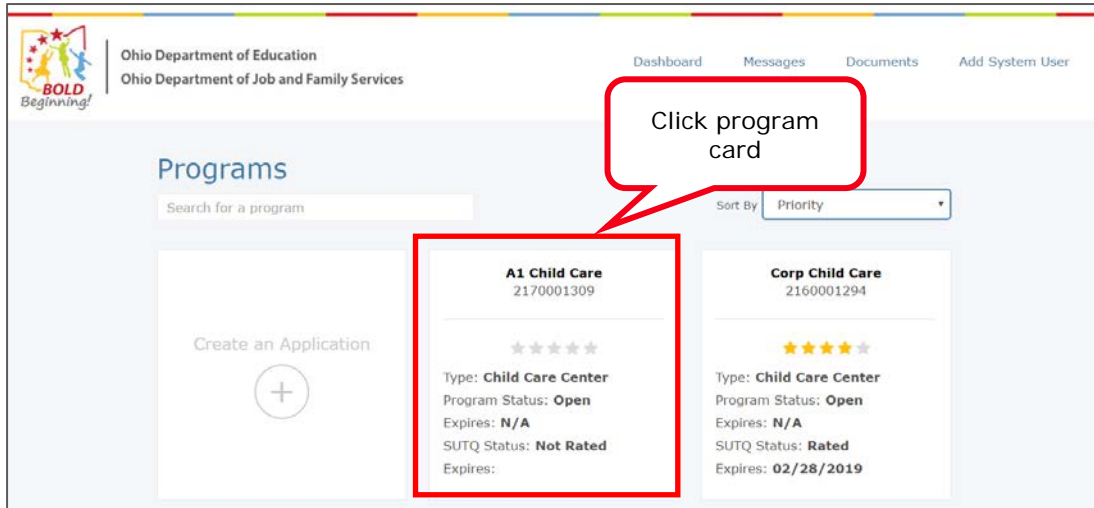 BOLD
Beginning!
Ohio Department of Education
Ohio Department of Job and Family Services
Dashboard Messages Documents Add System User
Click program
card
Programs
Search for a program
Sort By Priority
Create an Application
A1 Child Care
2170001309
Type: Child Care Center
Program Status: Open
Expires: N/A
SUTQ Status: Not Rated
Expires:
Corp Child Care
2160001294
Type: Child Care Center
Program Status: Open
Expires: N/A
SUTQ Status: Rated
Expires: 02/28/2019